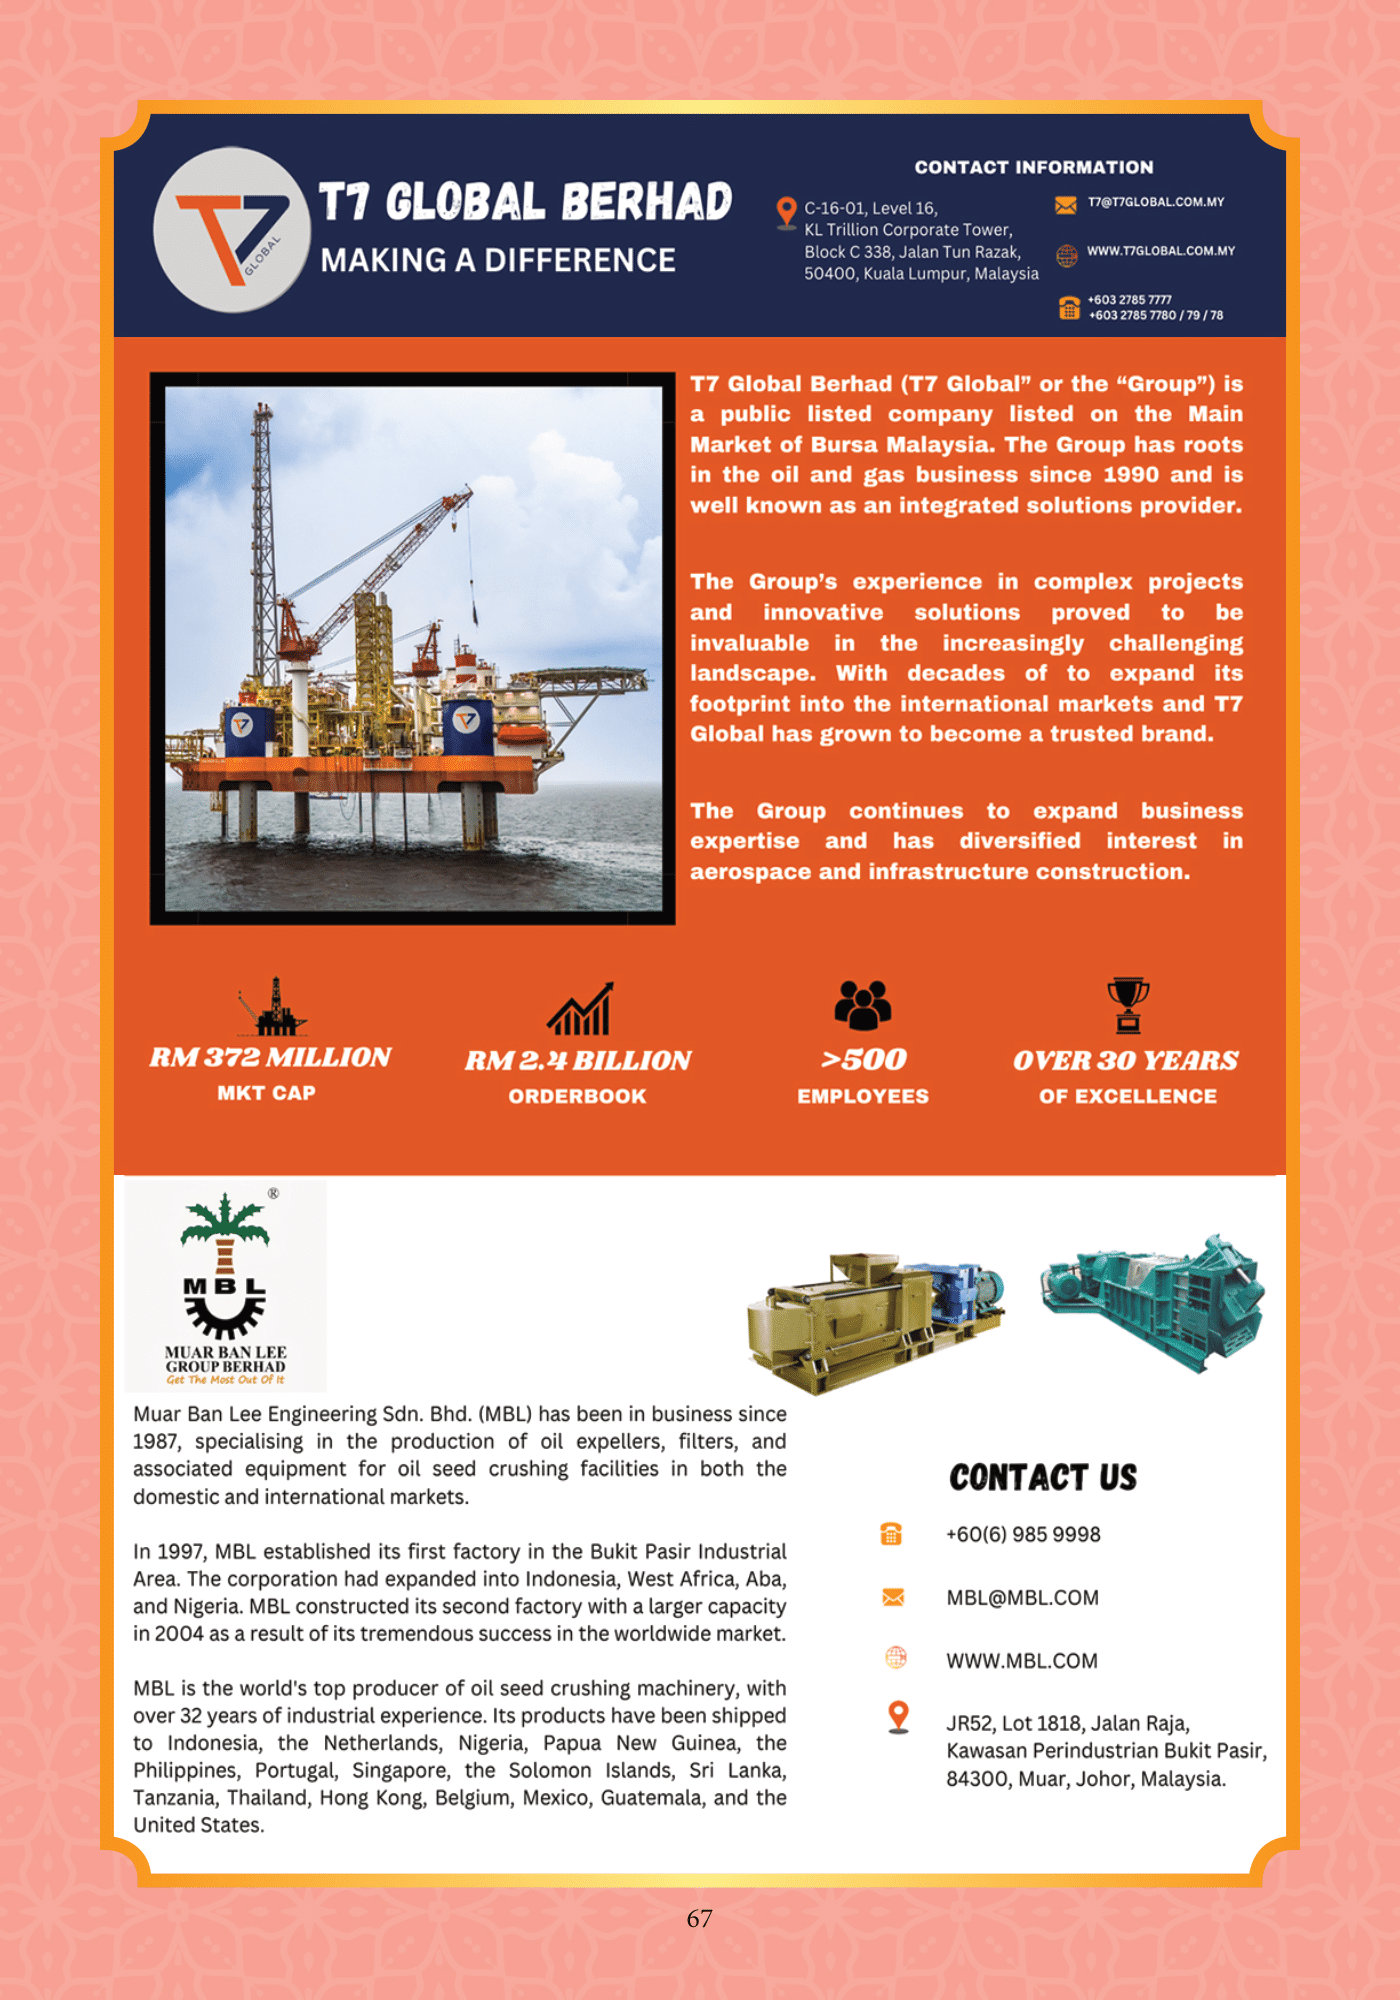 T7 GLOBAL
T7 GLOBAL BERHAD
MAKING A DIFFERENCE
CONTACT INFORMATION
C-16-01, Level 16,
KL Trillion Corporate Tower,
Block C 338, Jalan Tun Razak,
50400, Kuala Lumpur, Malaysia
T7@T7GLOBAL.COM.MY
WWW.T7GLOBAL.COM.MY
+603 2785 7777
+603 2785 7780 / 79 / 78
T7
T7
T7 Global Berhad (T7 Global” or the “Group”) is
a public listed company listed on the Main
Market of Bursa Malaysia. The Group has roots
in the oil and gas business since 1990 and is
well known as an integrated solutions provider.
The Group’s experience in complex projects
and innovative solutions proved to be
invaluable in the increasingly challenging
landscape. With decades of to expand its
footprint into the international markets and T7
Global has grown to become a trusted brand.
The Group continues to expand business
expertise and has diversified interest in
aerospace and infrastructure construction.
RM 372 MILLION
MKT CAP
RM 2.4 BILLION
ORDERBOOK
>500
EMPLOYEES
OVER 30 YEARS
OF EXCELLENCE
®
MBL
MUAR BAN LEE
GROUP BERHAD
Get The Most Out Of It
Muar Ban Lee Engineering Sdn. Bhd. (MBL) has been in business since
1987, specialising in the production of oil expellers, filters, and
associated equipment for oil seed crushing facilities in both the
domestic and international markets.
In 1997, MBL established its first factory in the Bukit Pasir Industrial
Area. The corporation had expanded into Indonesia, West Africa, Aba,
and Nigeria. MBL constructed its second factory with a larger capacity
in 2004 as a result of its tremendous success in the worldwide market.
MBL is the world's top producer of oil seed crushing machinery, with
over 32 years of industrial experience. Its products have been shipped
to Indonesia, the Netherlands, Nigeria, Papua New Guinea, the
Philippines, Portugal, Singapore, the Solomon Islands, Sri Lanka,
Tanzania, Thailand, Hong Kong, Belgium, Mexico, Guatemala, and the
United States.
CONTACT US
+60(6) 985 9998
MBL@MBL.COM
WWW.MBL.COM
JR52, Lot 1818, Jalan Raja,
Kawasan Perindustrian Bukit Pasir,
84300, Muar, Johor, Malaysia.
67